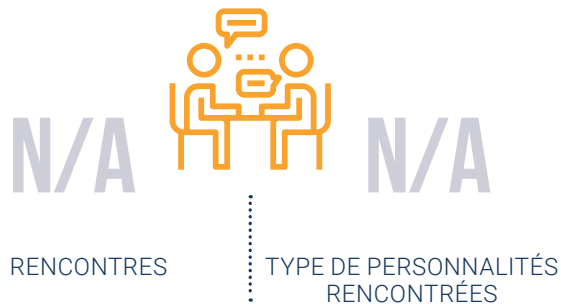 N/A
N/A
RENCONTRES
TYPE DE PERSONNALITÉS
RENCONTRÉES